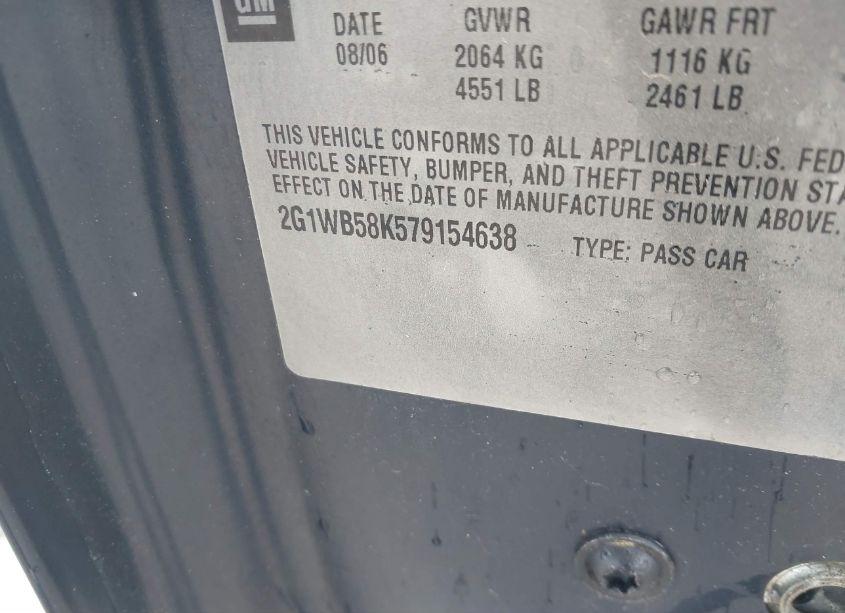 GM
DATE GVWR GAWR FRT
08/06 2064 KG 1116 KG
4551 LB 2461 LB
THIS VEHICLE CONFORMS TO ALL APPLICABLE U.S. FED
VEHICLE SAFETY, BUMPER, AND THEFT PREVENTION STA
EFFECT ON THE DATE OF MANUFACTURE SHOWN ABOVE.
2G1WB58K579154638 TYPE: PASS CAR